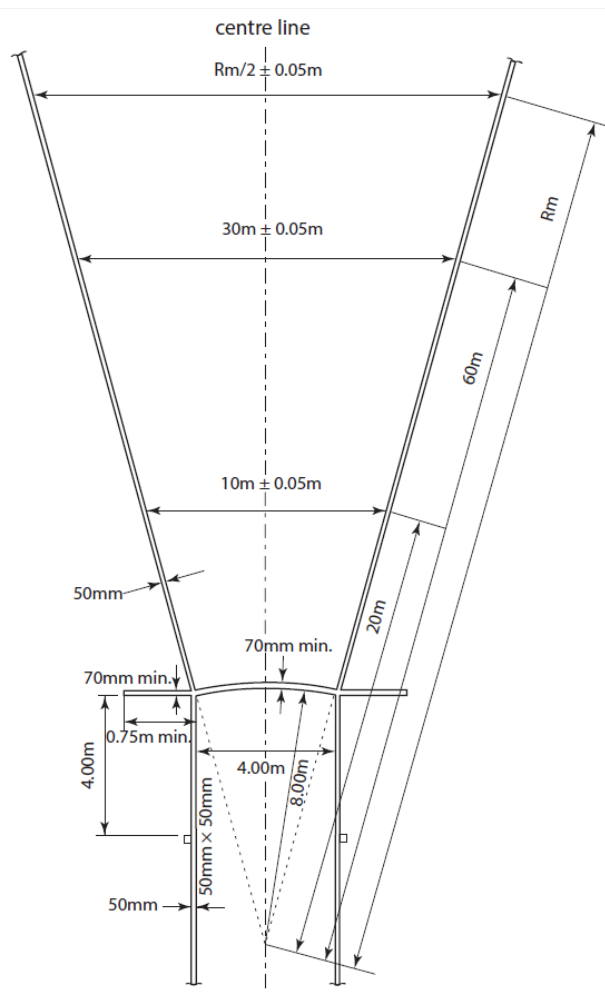 centre line
Rm/2 ± 0.05m
Rm
30m ± 0.05m
60m
10m ± 0.05m
50mm
20m
70mm min.
70mm min.
0.75m min.
4.00m
4.00m
8.00m
50mm × 50mm
50mm